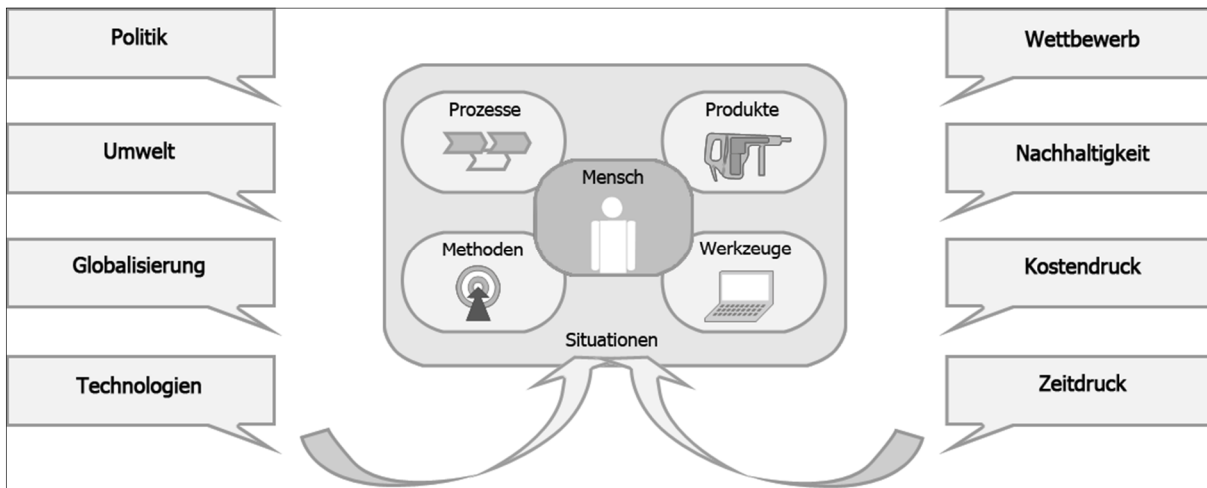 Politik
Umwelt
Globalisierung
Technologien
Prozesse
Produkte
Mensch
Methoden
Werkzeuge
Situationen
Wettbewerb
Nachhaltigkeit
Kostendruck
Zeitdruck